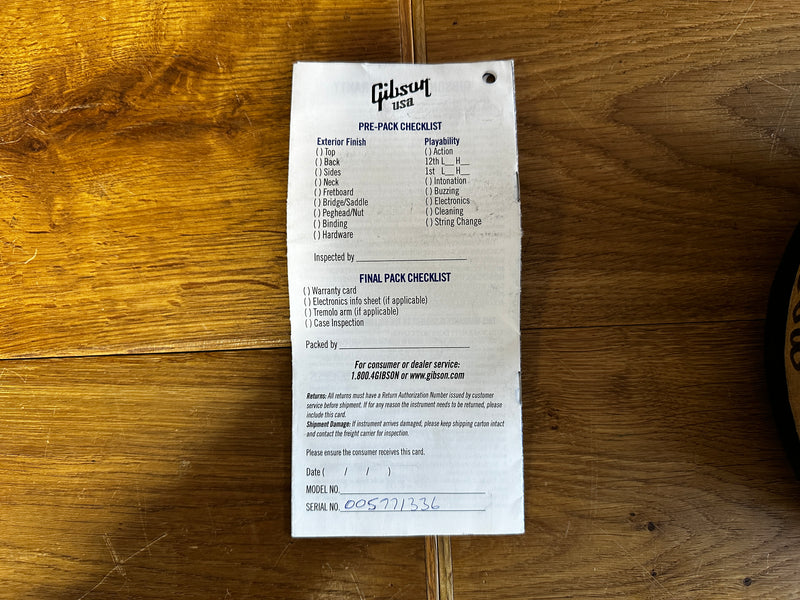 Gibson
USA
PRE-PACK CHECKLIST
Exterior Finish
( ) Top
( ) Back
( ) Sides
( ) Neck
( ) Fretboard
( ) Bridge/Saddle
( ) Peghead/Nut
( ) Binding
( ) Hardware
Playability
( ) Action
12th L__ H__
1st L__ H__
( ) Intonation
( ) Buzzing
( ) Electronics
( ) Cleaning
( ) String Change
Inspected by
FINAL PACK CHECKLIST
( ) Warranty card
( ) Electronics info sheet (if applicable)
( ) Tremolo arm (if applicable)
( ) Case Inspection
Packed by
For consumer or dealer service:
1.800.4GIBSON or www.gibson.com
Returns: All returns must have a Return Authorization Number issued by customer
service before shipment. If for any reason the instrument needs to be returned, please
include this card.
Shipment Damage: If instrument arrives damaged, please keep shipping carton intact
and contact the freight carrier for inspection.
Please ensure the consumer receives this card.
Date ( / / )
MODEL NO.
SERIAL NO. 005771336